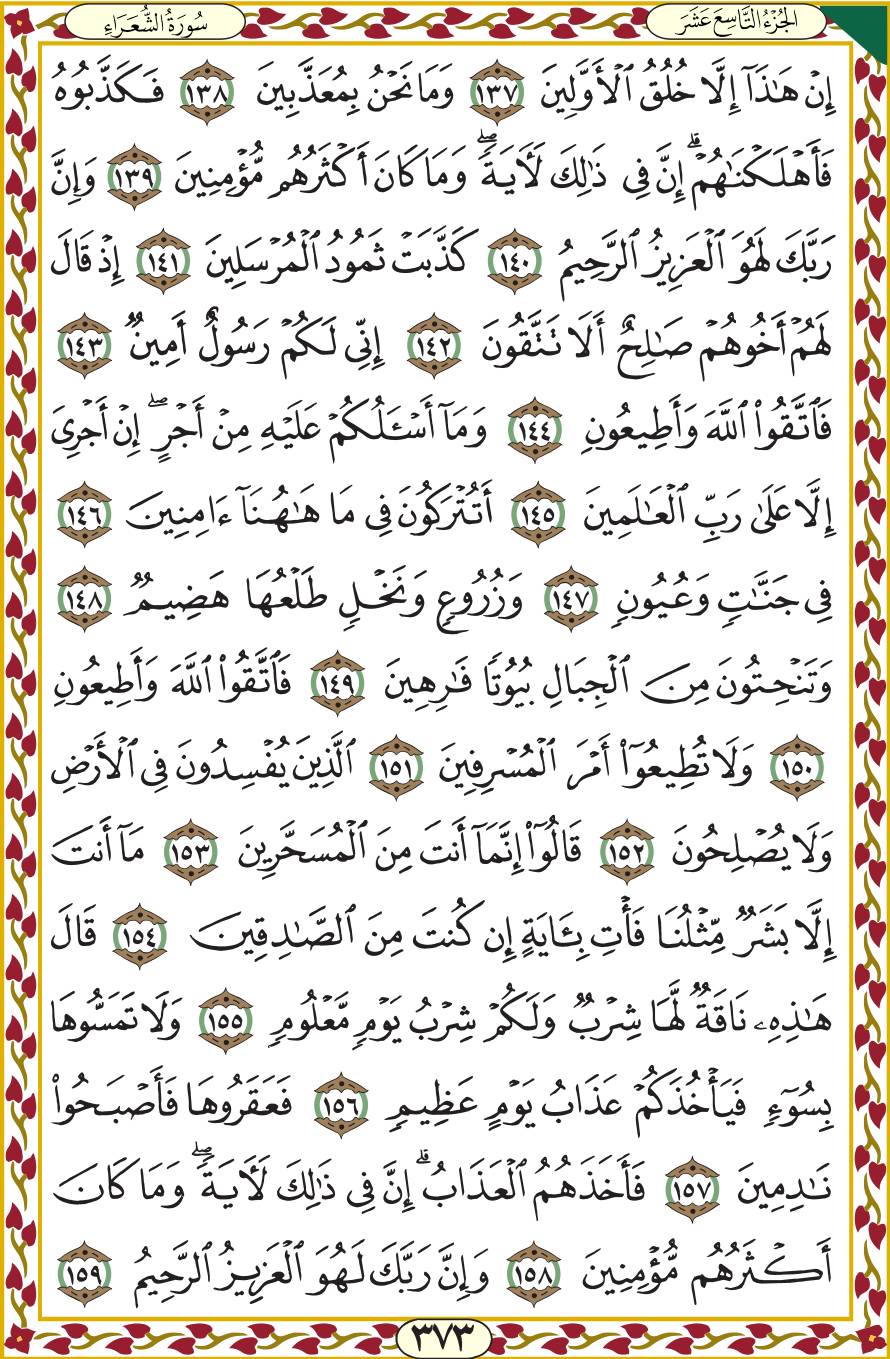 الجُزْءُ التَّاسِعَ عَشَرَ
سُورَةُ الشُّعَرَاءِ
إِنْ هَٰذَآ إِلَّا خُلُقُ ٱلْأَوَّلِينَ ١٣٧ وَمَا نَحْنُ بِمُعَذَّبِينَ ١٣٨ فَكَذَّبُوهُ
فَأَهْلَكْنَٰهُمْۗ إِنَّ فِى ذَٰلِكَ لَأٓيَةًۖ وَمَا كَانَ أَكْثَرُهُم مُّؤْمِنِينَ ١٣٩ وَإِنَّ
رَبَّكَ لَهُوَ ٱلْعَزِيزُ ٱلرَّحِيمُ ١٤٠ كَذَّبَتْ ثَمُودُ ٱلْمُرْسَلِينَ ١٤١ إِذْ قَالَ
لَهُمْ أَخُوهُمْ صَٰلِحٌ أَلَا تَتَّقُونَ ١٤٢ إِنِّى لَكُمْ رَسُولٌ أَمِينٌ ١٤٣
فَٱتَّقُوا۟ ٱللَّهَ وَأَطِيعُونِ ١٤٤ وَمَآ أَسْـَٔلُكُمْ عَلَيْهِ مِنْ أَجْرٍۖ إِنْ أَجْرِىَ
إِلَّا عَلَىٰ رَبِّ ٱلْعَٰلَمِينَ ١٤٥ أَتُتْرَكُونَ فِى مَا هَٰهُنَآ ءَامِنِينَ ١٤٦
فِى جَنَّٰتٍ وَعُيُونٍ ١٤٧ وَزُرُوعٍ وَنَخْلٍ طَلْعُهَا هَضِيمٌ ١٤٨
وَتَنْحِتُونَ مِنَ ٱلْجِبَالِ بُيُوتًا فَٰرِهِينَ ١٤٩ فَٱتَّقُوا۟ ٱللَّهَ وَأَطِيعُونِ
١٥٠ وَلَا تُطِيعُوٓا۟ أَمْرَ ٱلْمُسْرِفِينَ ١٥١ ٱلَّذِينَ يُفْسِدُونَ فِى ٱلْأَرْضِ
وَلَا يُصْلِحُونَ ١٥٢ قَالُوٓا۟ إِنَّمَآ أَنتَ مِنَ ٱلْمُسَحَّرِينَ ١٥٣ مَآ أَنتَ
إِلَّا بَشَرٌ مِّثْلُنَا فَأْتِ بِـَٔايَةٍ إِن كُنتَ مِنَ ٱلصَّٰدِقِينَ ١٥٤ قَالَ
هَٰذِهِۦ نَاقَةٌ لَّهَا شِرْبٌ وَلَكُمْ شِرْبُ يَوْمٍ مَّعْلُومٍ ١٥٥ وَلَا تَمَسُّوهَا
بِسُوٓءٍ فَيَأْخُذَكُمْ عَذَابُ يَوْمٍ عَظِيمٍ ١٥٦ فَعَقَرُوهَا فَأَصْبَحُوا۟
نَٰدِمِينَ ١٥٧ فَأَخَذَهُمُ ٱلْعَذَابُۗ إِنَّ فِى ذَٰلِكَ لَأٓيَةًۖ وَمَا كَانَ
أَكْثَرُهُم مُّؤْمِنِينَ ١٥٨ وَإِنَّ رَبَّكَ لَهُوَ ٱلْعَزِيزُ ٱلرَّحِيمُ ١٥٩
٣٧٣